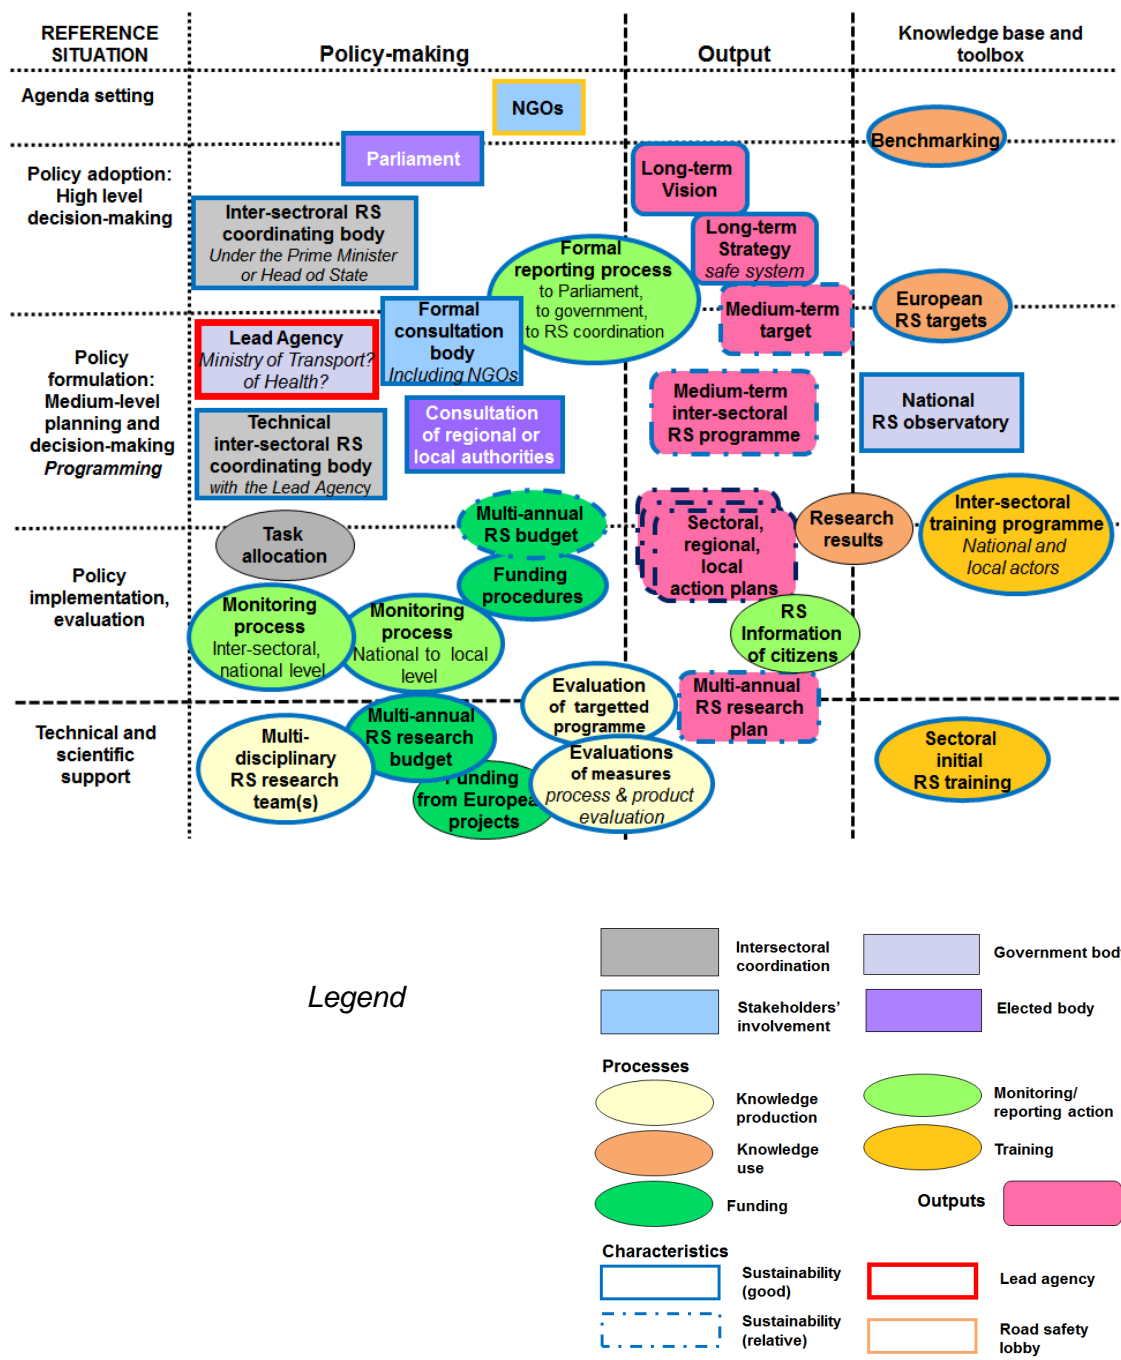 REFERENCE
SITUATION
Policy-making
Output
Knowledge base and
toolbox
Agenda setting
NGOs
Benchmarking
Policy adoption:
High level
decision-making
Parliament
Long-term
Vision
Inter-sectroral RS
coordinating body
Under the Prime Minister
or Head od State
Long-term
Strategy
safe system
Formal
reporting process
to Parliament,
to government,
to RS coordination
European
RS targets
Medium-term
target
Policy
formulation:
Medium-level
planning and
decision-making
Programming
Lead Agency
Ministry of Transport?
of Health?
Formal
consultation
body
Including NGOs
Medium-term
inter-sectoral
RS programme
National
RS observatory
Technical
inter-sectoral RS
coordinating body
with the Lead Agency
Consultation
of regional or
local authorities
Multi-annual
RS budget
Sectoral,
regional,
local
action plans
Research
results
Inter-sectoral
training programme
National and
local actors
Policy
implementation,
evaluation
Task
allocation
Funding
procedures
Monitoring
process
Inter-sectoral,
national level
Monitoring
process
National to local
level
RS
Information
of citizens
Technical and
scientific
support
Multi-
disciplinary
RS research
team(s)
Multi-annual
RS research
budget
Funding
from European
projects
Evaluation
of targetted
programme
Evaluations
of measures
process & product
evaluation
Multi-annual
RS research
plan
Sectoral
initial
RS training
Legend
Intersectoral
coordination
Government body
Stakeholders'
involvement
Elected body
Processes
Knowledge
production
Monitoring/
reporting action
Knowledge
use
Training
Funding
Outputs
Characteristics
Sustainability
(good)
Lead agency
Sustainability
(relative)
Road safety
lobby